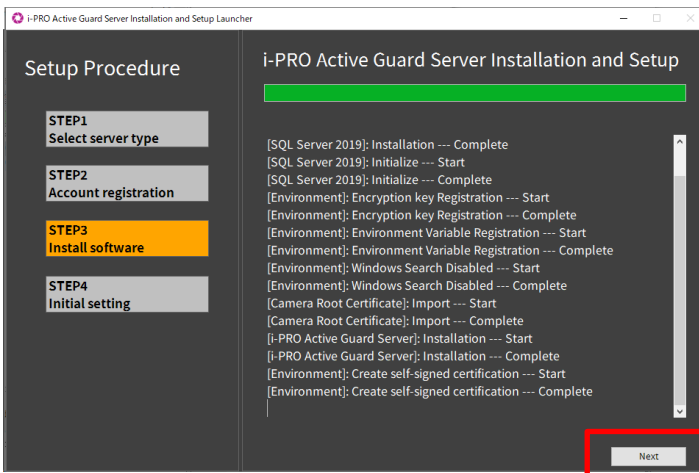 i-PRO Active Guard Server Installation and Setup Launcher
Setup Procedure
STEP1
Select server type
STEP2
Account registration
STEP3
Install software
STEP4
Initial setting
i-PRO Active Guard Server Installation and Setup
[SQL Server 2019]: Installation --- Complete
[SQL Server 2019]: Initialize --- Start
[SQL Server 2019]: Initialize --- Complete
[Environment]: Encryption key Registration --- Start
[Environment]: Encryption key Registration --- Complete
[Environment]: Environment Variable Registration --- Start
[Environment]: Environment Variable Registration --- Complete
[Environment]: Windows Search Disabled --- Start
[Environment]: Windows Search Disabled --- Complete
[Camera Root Certificate]: Import --- Start
[Camera Root Certificate]: Import --- Complete
[i-PRO Active Guard Server]: Installation --- Start
[i-PRO Active Guard Server]: Installation --- Complete
[Environment]: Create self-signed certification --- Start
[Environment]: Create self-signed certification --- Complete
Next